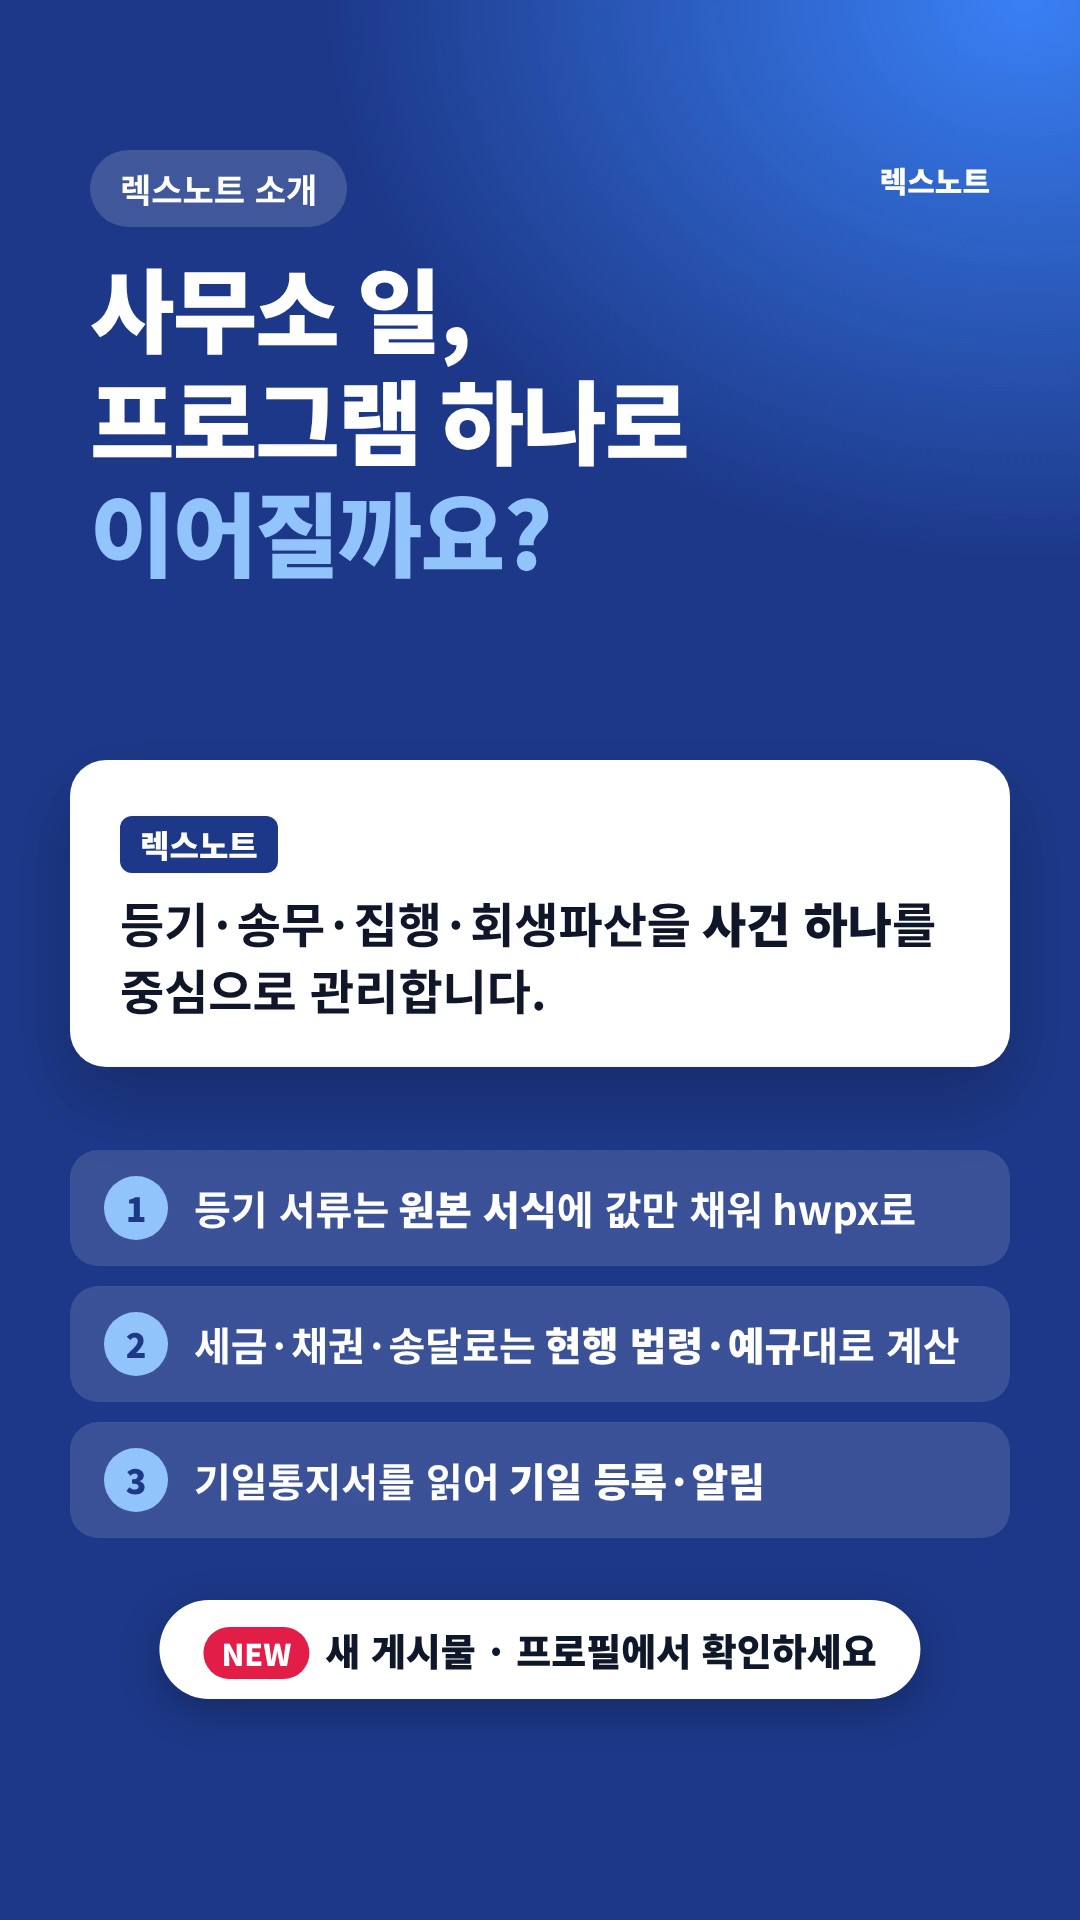 렉스노트 소개
렉스노트
사무소 일,
프로그램 하나로
이어질까요?
렉스노트
등기·송무·집행·회생파산을 사건 하나를
중심으로 관리합니다.
1 등기 서류는 원본 서식에 값만 채워 hwpx로
2 세금·채권·송달료는 현행 법령·예규대로 계산
3 기일통지서를 읽어 기일 등록·알림
NEW 새 게시물 · 프로필에서 확인하세요